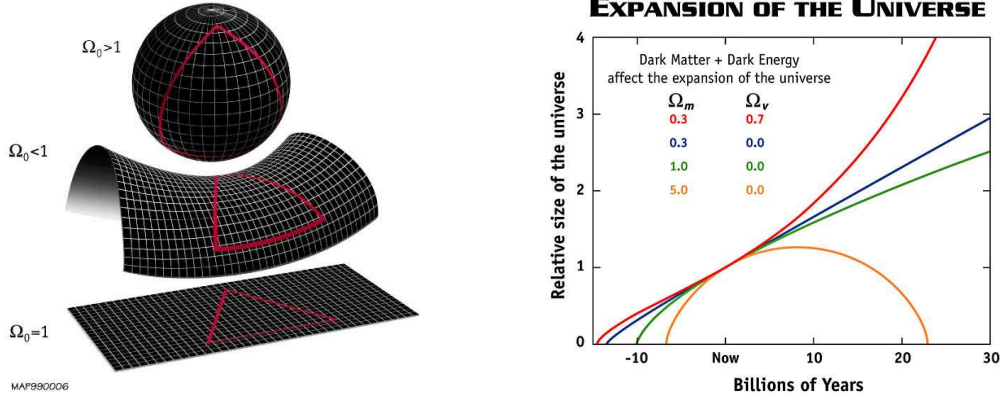 Ω₀>1
Ω₀<1
Ω₀=1
MAP990006
EXPANSION OF THE UNIVERSE
Dark Matter + Dark Energy
affect the expansion of the universe
Ωₘ Ωᵥ
0.3 0.7
0.3 0.0
1.0 0.0
5.0 0.0
Relative size of the universe
4
3
2
1
0
-10 Now 10 20 30
Billions of Years